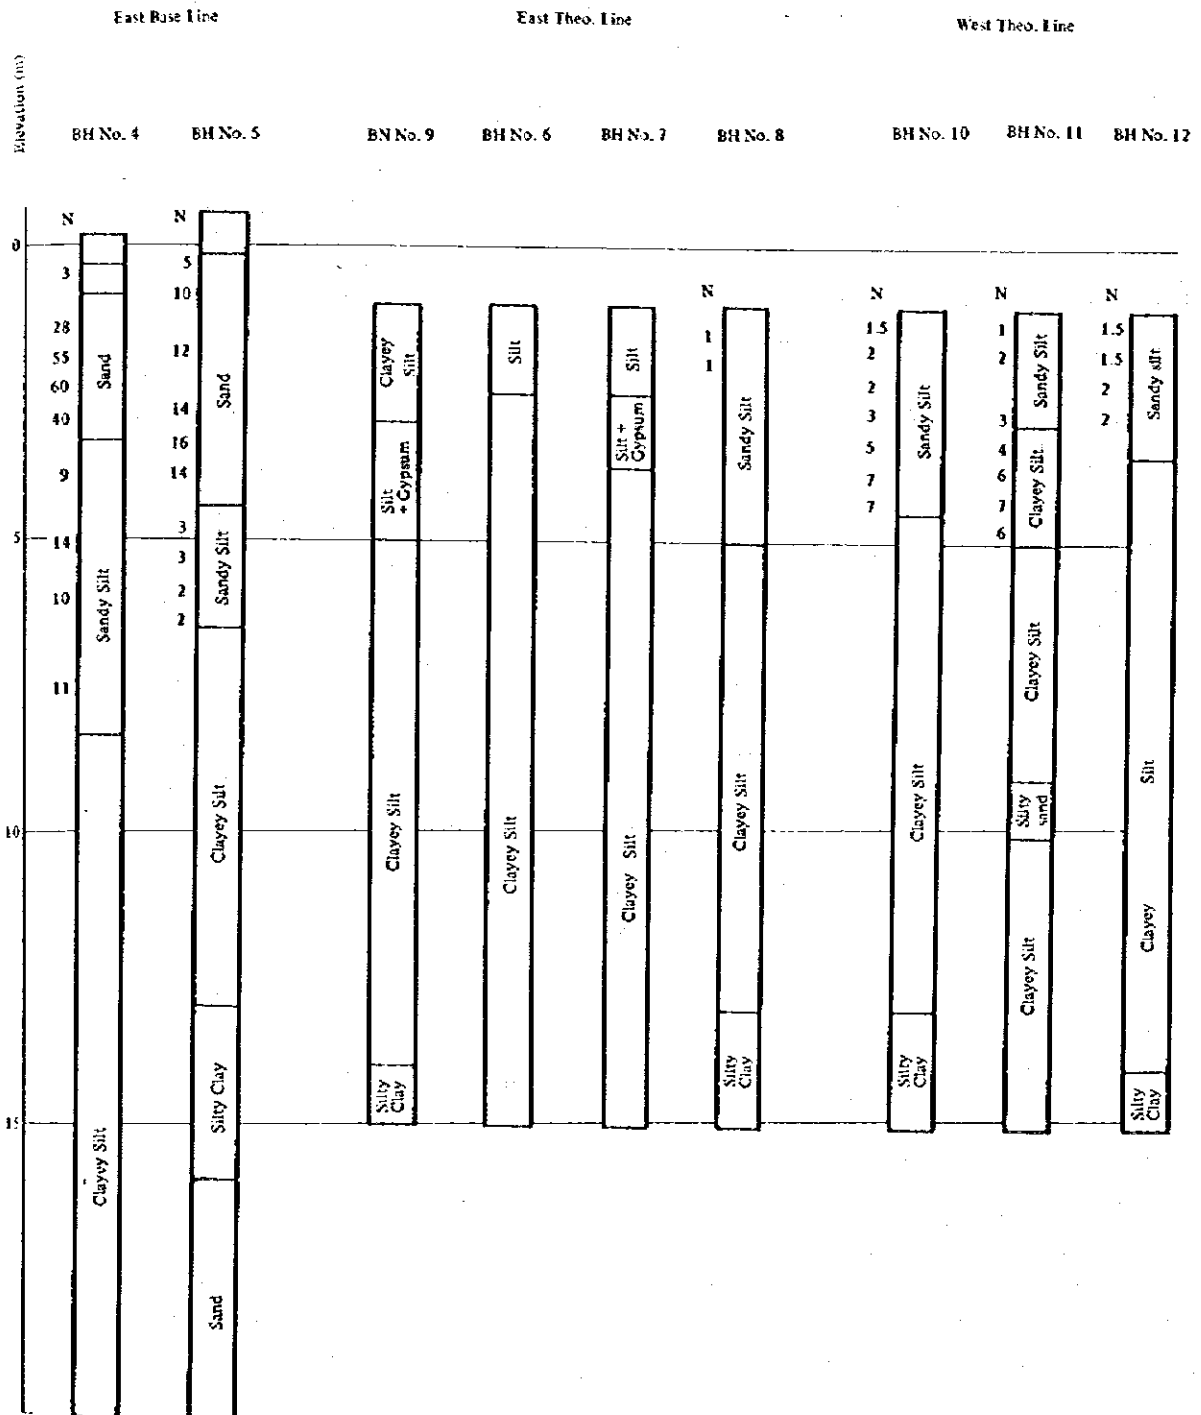 East Base Line
East Theo. Line
West Theo. Line
Elevation (m)
BH No. 4
BH No. 5
BN No. 9
BH No. 6
BH No. 7
BH No. 8
BH No. 10
BH No. 11
BH No. 12
0
5
10
15
N
3
28
55
60
40
9
14
10
11
Sand
Sandy Silt
Clayey Silt
N
5
10
12
14
16
14
3
3
2
2
Sand
Sandy Silt
Clayey Silt
Silty Clay
Sand
Clayey
Silt
Silt
+ Gypsum
Clayey Silt
Silty
Clay
Silt
Clayey Silt
Silt
Silt +
Gypsum
Clayey Silt
N
1
1
Sandy Silt
Clayey Silt
Silty
Clay
N
1.5
2
2
3
5
7
7
Sandy Silt
Clayey Silt
Silty
Clay
N
1
2
3
4
6
7
6
Sandy Silt
Clayey Silt
Clayey Silt
Silty
sand
Clayey Silt
N
1.5
1.5
2
2
Sandy silt
Silt
Clayey
Silty
Clay